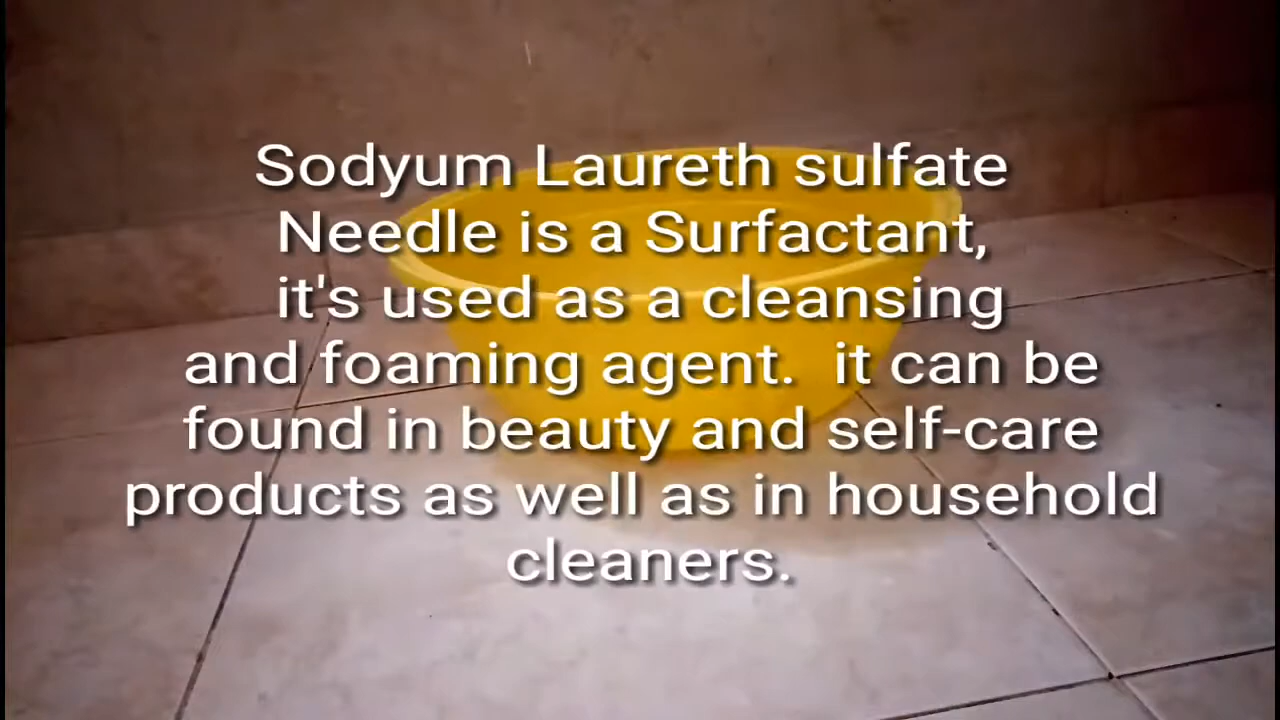 Sodyum Laureth sulfate
Needle is a Surfactant,
it's used as a cleansing
and foaming agent.  it can be
found in beauty and self-care
products as well as in household
cleaners.